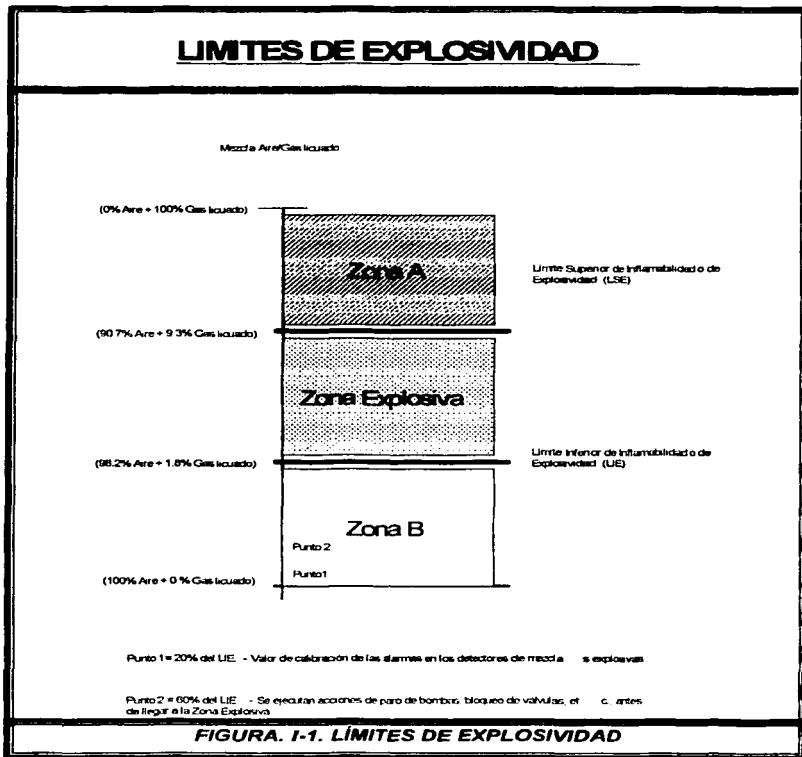 LIMITES DE EXPLOSIVIDAD
Mezcla Aire/Gas licuado
(0% Aire + 100% Gas licuado)
Zona A
Límite Superior de Inflamabilidad o de
Explosividad (LSE)
(90.7% Aire + 9.3% Gas licuado)
Zona Explosiva
Límite Inferior de Inflamabilidad o de
Explosividad (LIE)
(98.2% Aire + 1.8% Gas licuado)
Zona B
Punto 2
Punto1
(100% Aire + 0 % Gas licuado)
Punto 1 = 20% del LIE - Valor de calibración de las alarmas en los detectores de mezcla s explosivas
Punto 2 = 60% del LIE - Se ejecutan acciones de paro de bombas, bloqueo de válvulas, et c., antes
de llegar a la Zona Explosiva
FIGURA. I-1. LÍMITES DE EXPLOSIVIDAD